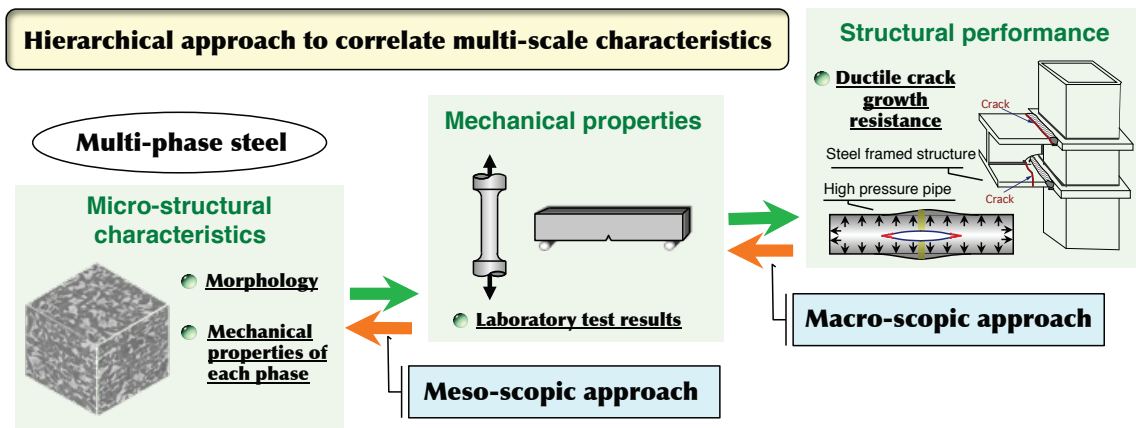 Hierarchical approach to correlate multi-scale characteristics
Multi-phase steel
Micro-structural
characteristics
Morphology
Mechanical
properties of
each phase
Mechanical properties
Laboratory test results
Meso-scopic approach
Structural performance
Ductile crack
growth
resistance
Crack
Steel framed structure
High pressure pipe
Crack
Macro-scopic approach